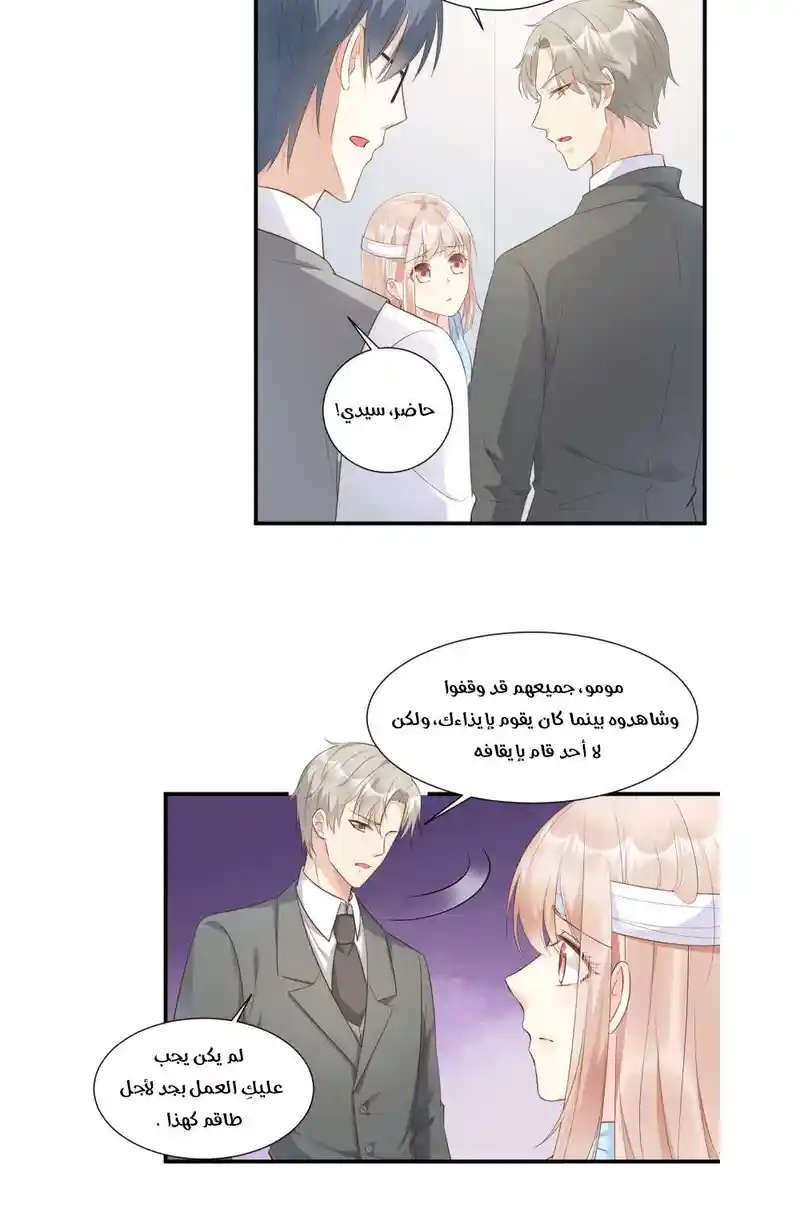 حاضر، سيدي!
مومو، جميعهم قد وقفوا
وشاهدوه بينما كان يقوم بإيذاءك، ولكن
لا أحد قام بإيقافه
لم يكن يجب
عليكِ العمل بجد لأجل
طاقم كهذا .